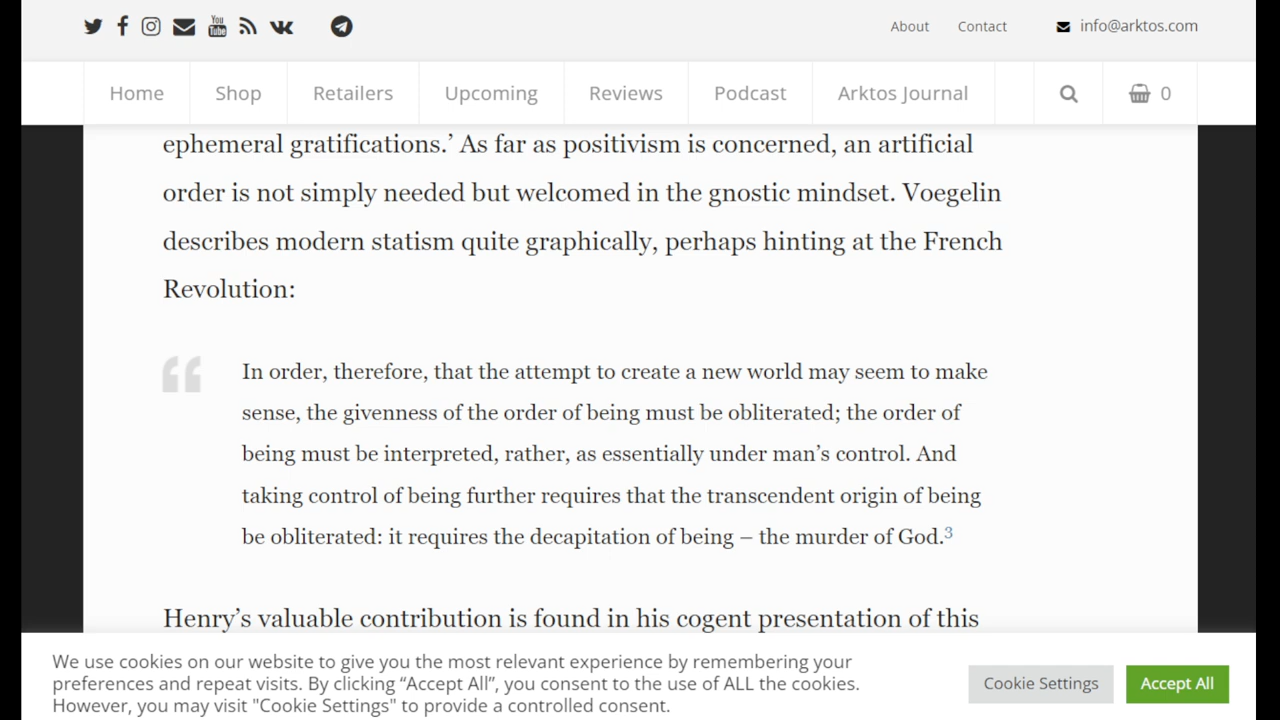 You Tube
About Contact info@arktos.com
Home Shop Retailers Upcoming Reviews Podcast Arktos Journal 0
ephemeral gratifications.’ As far as positivism is concerned, an artificial
order is not simply needed but welcomed in the gnostic mindset. Voegelin
describes modern statism quite graphically, perhaps hinting at the French
Revolution:
“
In order, therefore, that the attempt to create a new world may seem to make
sense, the givenness of the order of being must be obliterated; the order of
being must be interpreted, rather, as essentially under man’s control. And
taking control of being further requires that the transcendent origin of being
be obliterated: it requires the decapitation of being – the murder of God.3
Henry’s valuable contribution is found in his cogent presentation of this
We use cookies on our website to give you the most relevant experience by remembering your
preferences and repeat visits. By clicking “Accept All”, you consent to the use of ALL the cookies.
However, you may visit "Cookie Settings" to provide a controlled consent.
Cookie Settings Accept All